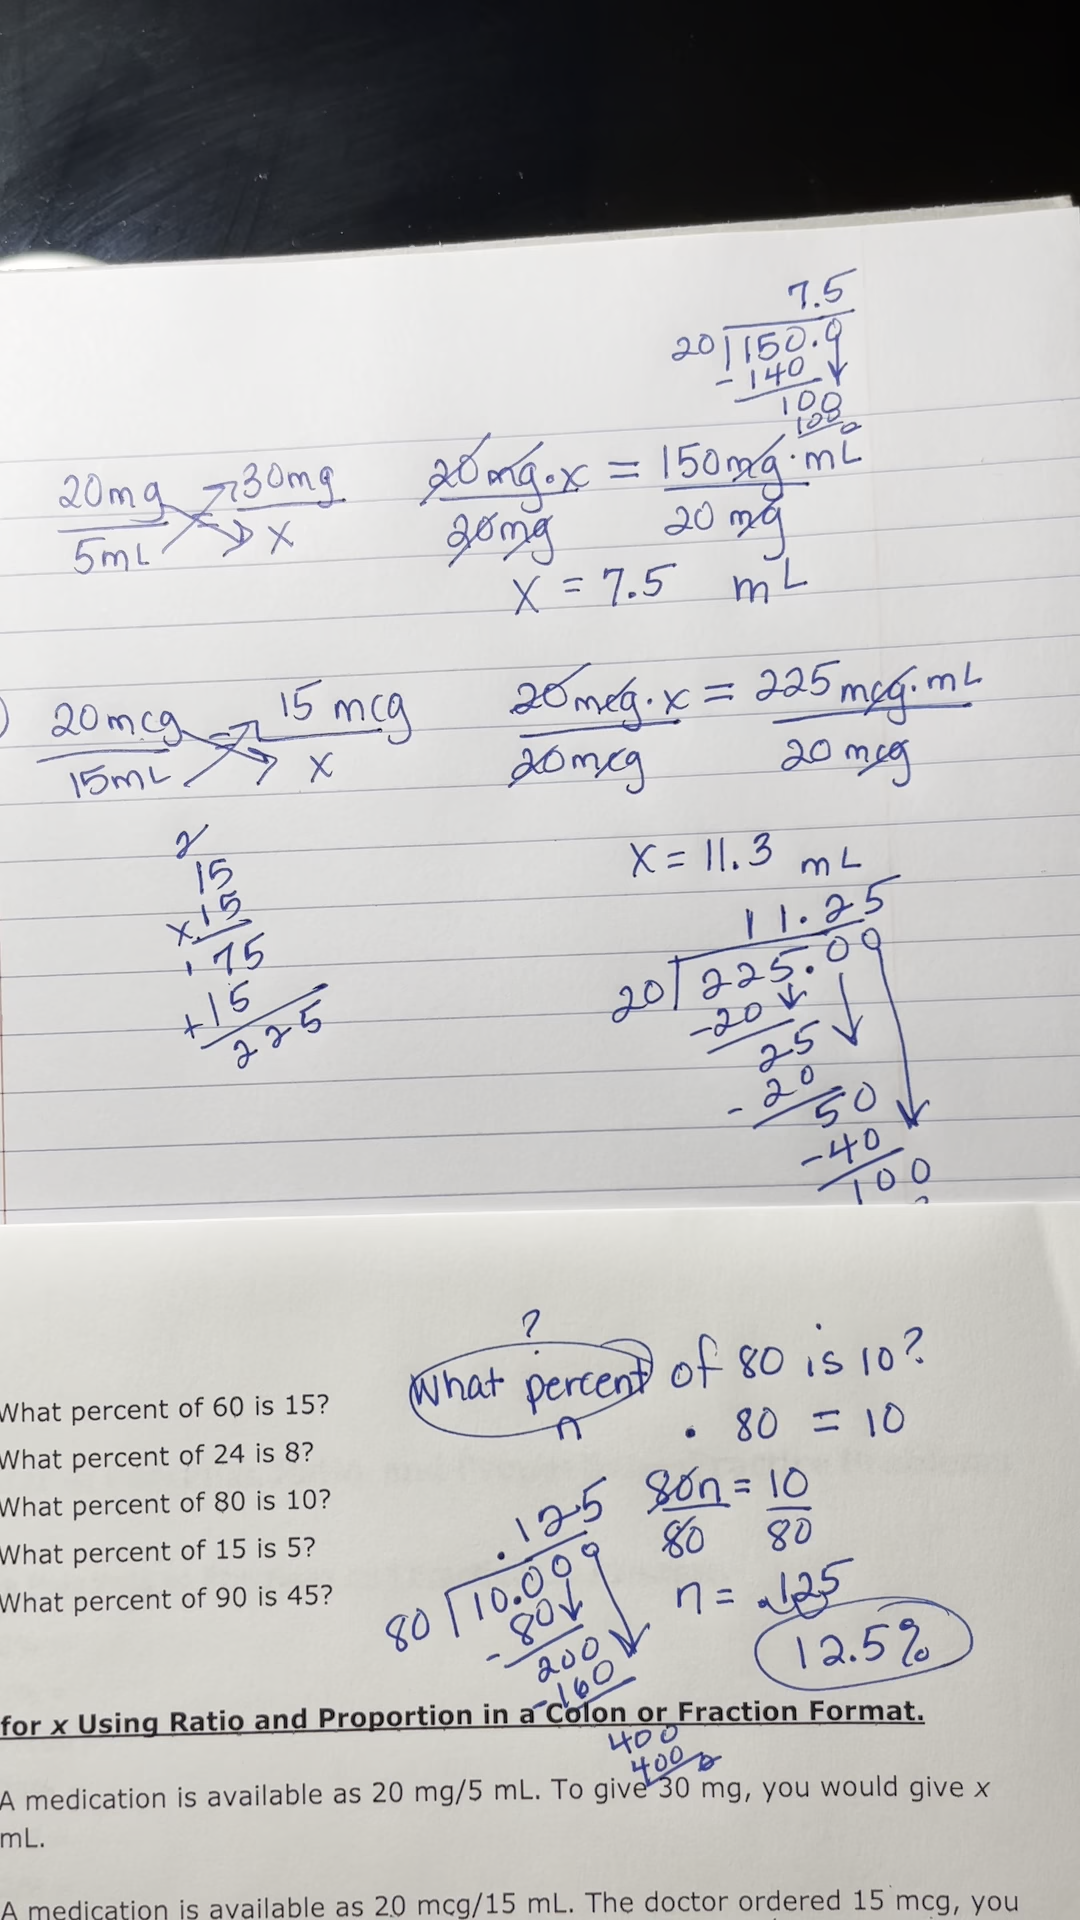 7.5
20 150.0
- 140
100
100
0
20mg 30mg 20mg·x = 150mg·mL
5mL x 20mg 20 mg
x = 7.5 mL
) 20mcg 15 mcg 20mcg·x = 225mcg·mL
15mL x 20mcg 20mcg
2
15
x15
75
+15
225
x = 11.3 mL
11.25
20 225.00
-20
25
- 20
50
-40
100
?
What percent of 80 is 10?
n · 80 = 10
80n = 10
80 80
n = .125
12.5%
.125
80 10.000
- 80
200
-160
400
400
0
What percent of 60 is 15?
What percent of 24 is 8?
What percent of 80 is 10?
What percent of 15 is 5?
What percent of 90 is 45?
for x Using Ratio and Proportion in a Colon or Fraction Format.
A medication is available as 20 mg/5 mL. To give 30 mg, you would give x
mL.
A medication is available as 20 mcg/15 mL. The doctor ordered 15 mcg, you